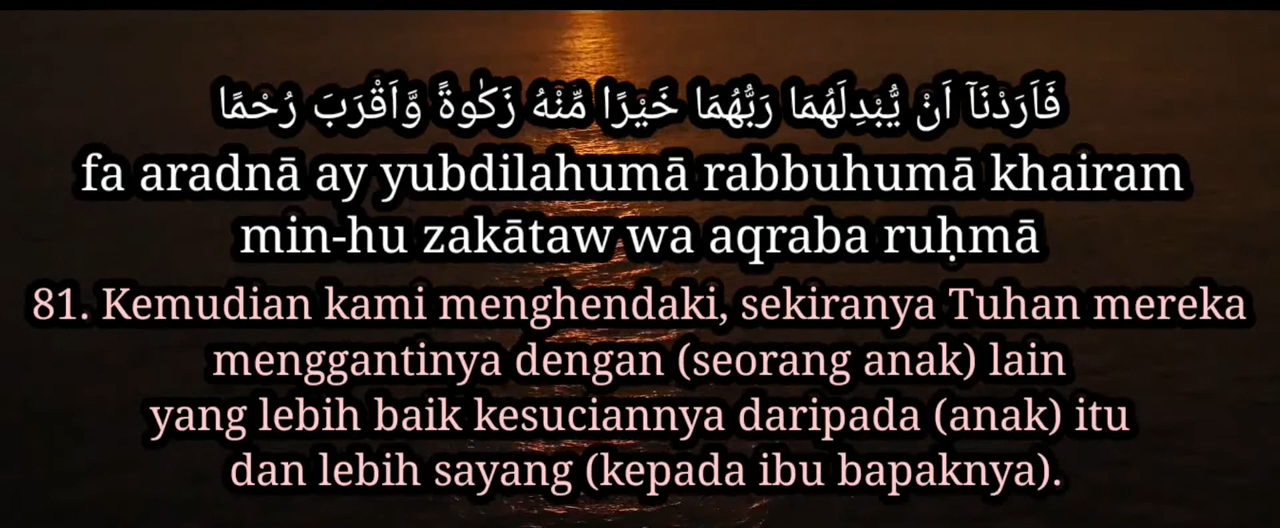 فَاَرَدْنَآ اَنْ يُّبْدِلَهُمَا رَبُّهُمَا خَيْرًا مِّنْهُ زَكٰوةً وَّاَقْرَبَ رُحْمًا
fa aradnā ay yubdilahumā rabbuhumā khairam
min-hu zakātaw wa aqraba ruḥmā
81. Kemudian kami menghendaki, sekiranya Tuhan mereka
menggantinya dengan (seorang anak) lain
yang lebih baik kesuciannya daripada (anak) itu
dan lebih sayang (kepada ibu bapaknya).